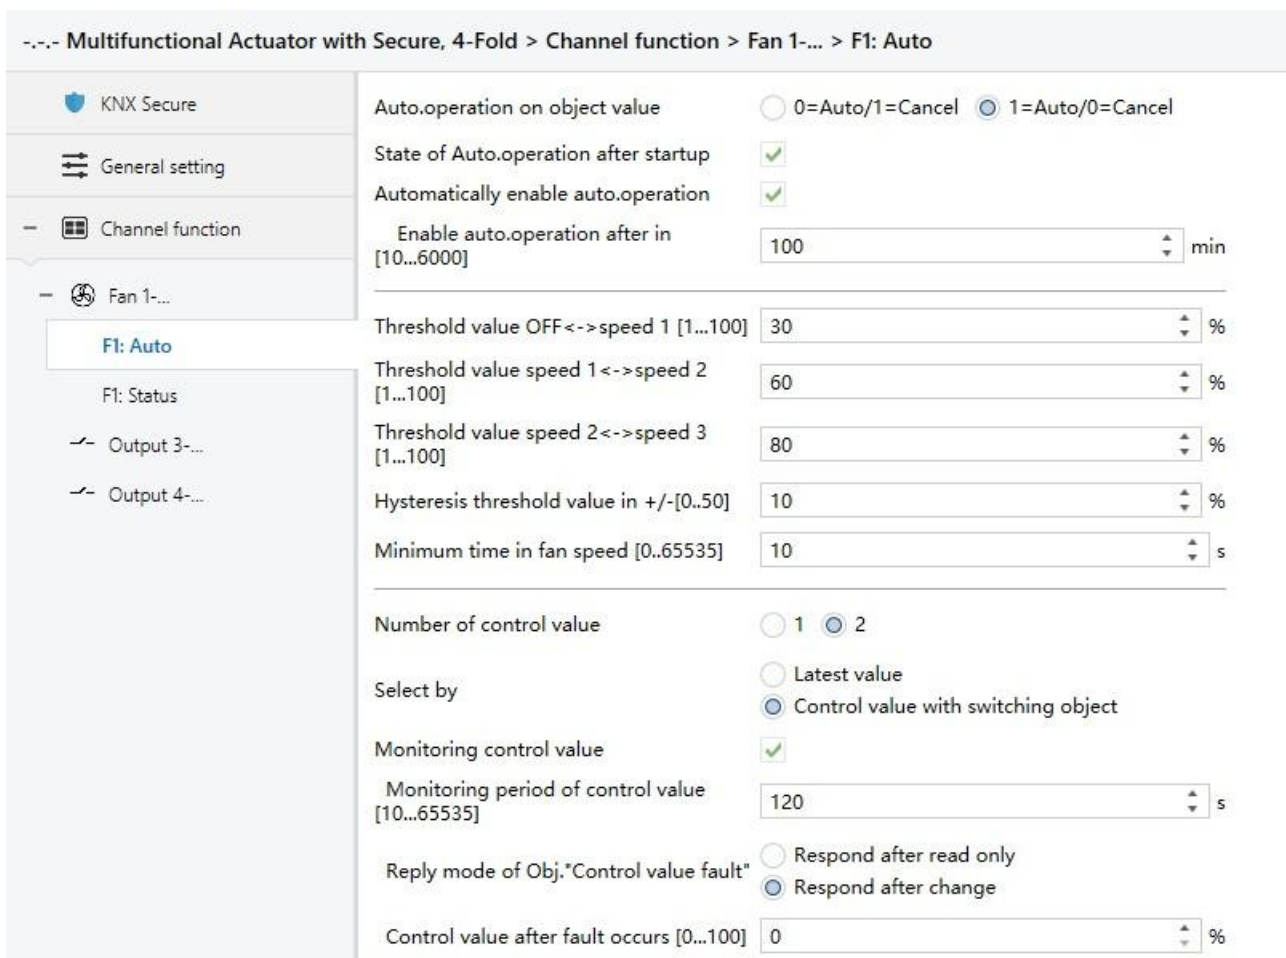 -.-.- Multifunctional Actuator with Secure, 4-Fold > Channel function > Fan 1-... > F1: Auto
KNX Secure
General setting
Channel function
Fan 1-...
F1: Auto
F1: Status
Output 3-...
Output 4-...
Auto.operation on object value
0=Auto/1=Cancel 1=Auto/0=Cancel
State of Auto.operation after startup
Automatically enable auto.operation
Enable auto.operation after in
[10...6000]
100 min
Threshold value OFF<->speed 1 [1...100] 30 %
Threshold value speed 1<->speed 2
[1...100]
60 %
Threshold value speed 2<->speed 3
[1...100]
80 %
Hysteresis threshold value in +/-[0..50] 10 %
Minimum time in fan speed [0..65535] 10 s
Number of control value 1 2
Select by
Latest value
Control value with switching object
Monitoring control value
Monitoring period of control value
[10...65535]
120 s
Reply mode of Obj."Control value fault"
Respond after read only
Respond after change
Control value after fault occurs [0...100] 0 %